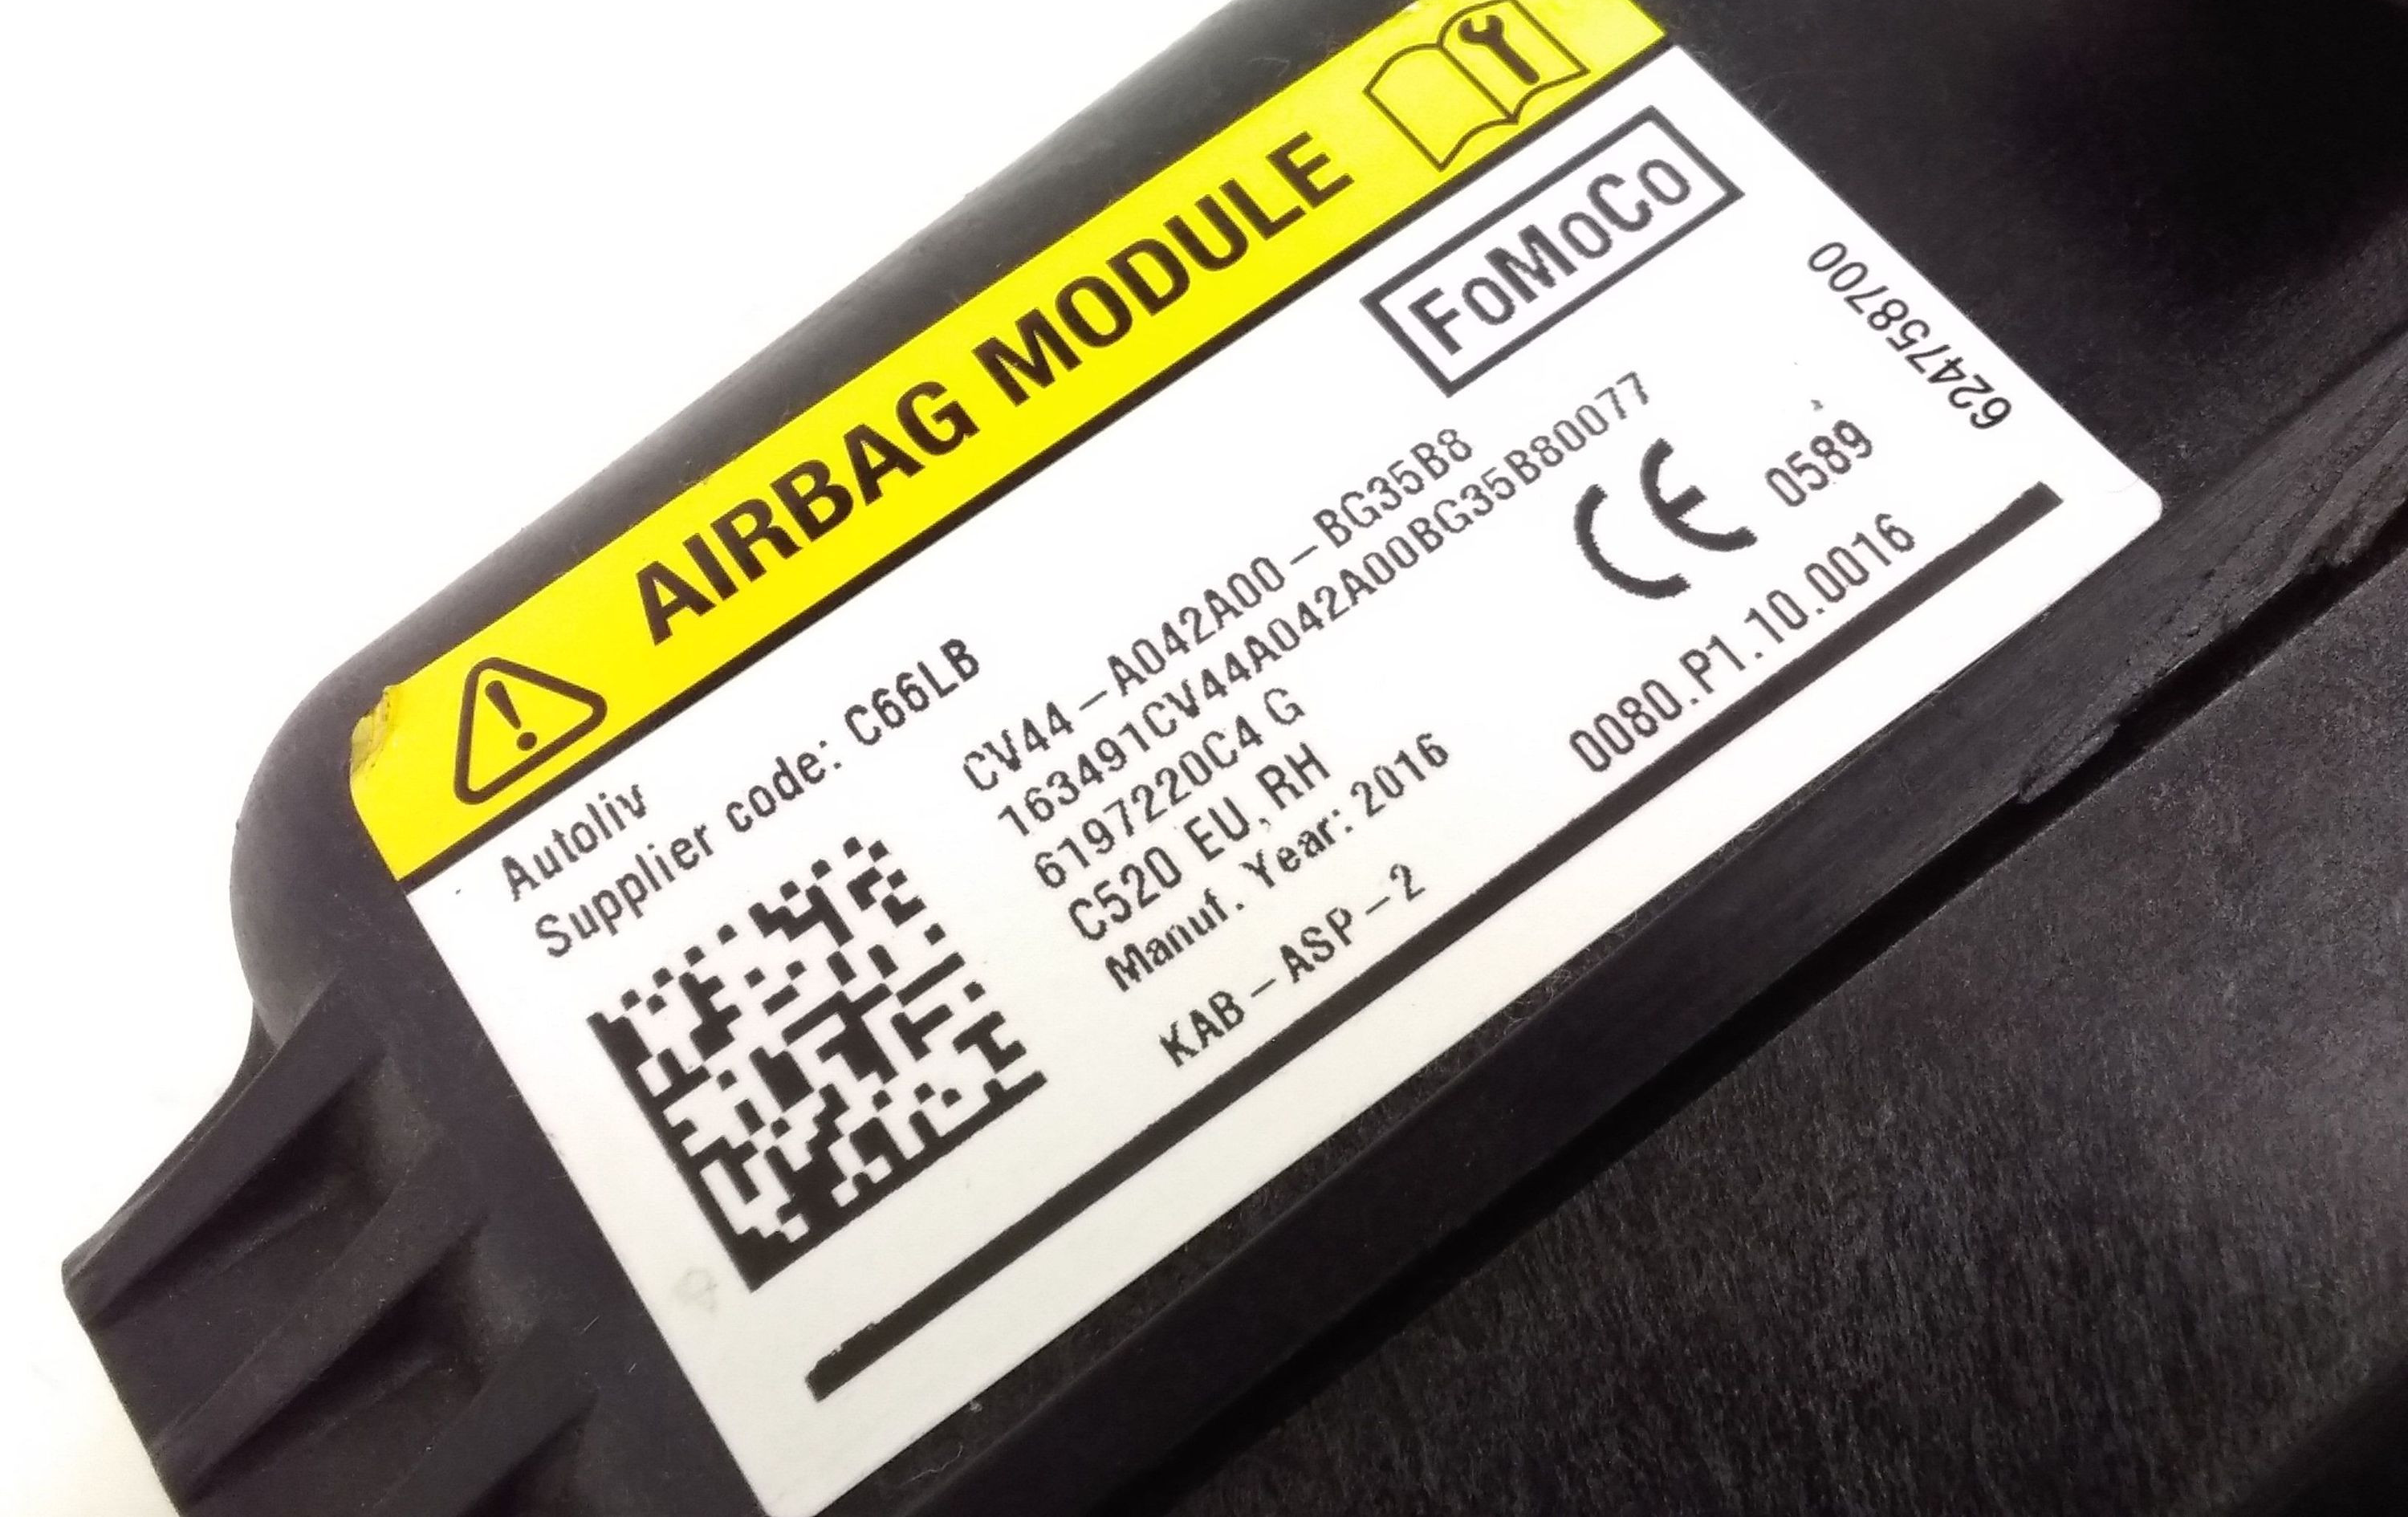 AIRBAG MODULE
FoMoCo
Autoliv
Supplier code: C66LB
CV44-A042A00-BG35B8
163491CV44A042A00BG35B80077
6197220C4 G
C520 EU, RH
Manuf. Year: 2016
KAB-ASP-2
CE 0589
0080.P1.10.0016
624758700